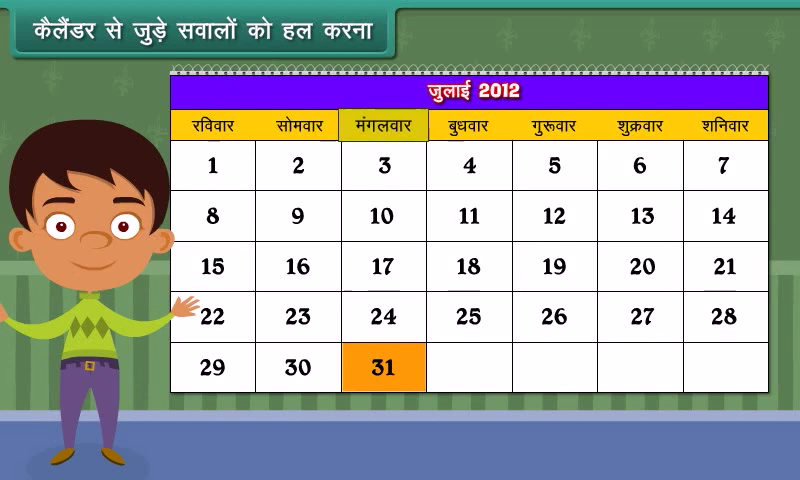 कैलैंडर से जुड़े सवालों को हल करना
जुलाई 2012
रविवार सोमवार मंगलवार बुधवार गुरूवार शुक्रवार शनिवार
1 2 3 4 5 6 7
8 9 10 11 12 13 14
15 16 17 18 19 20 21
22 23 24 25 26 27 28
29 30 31